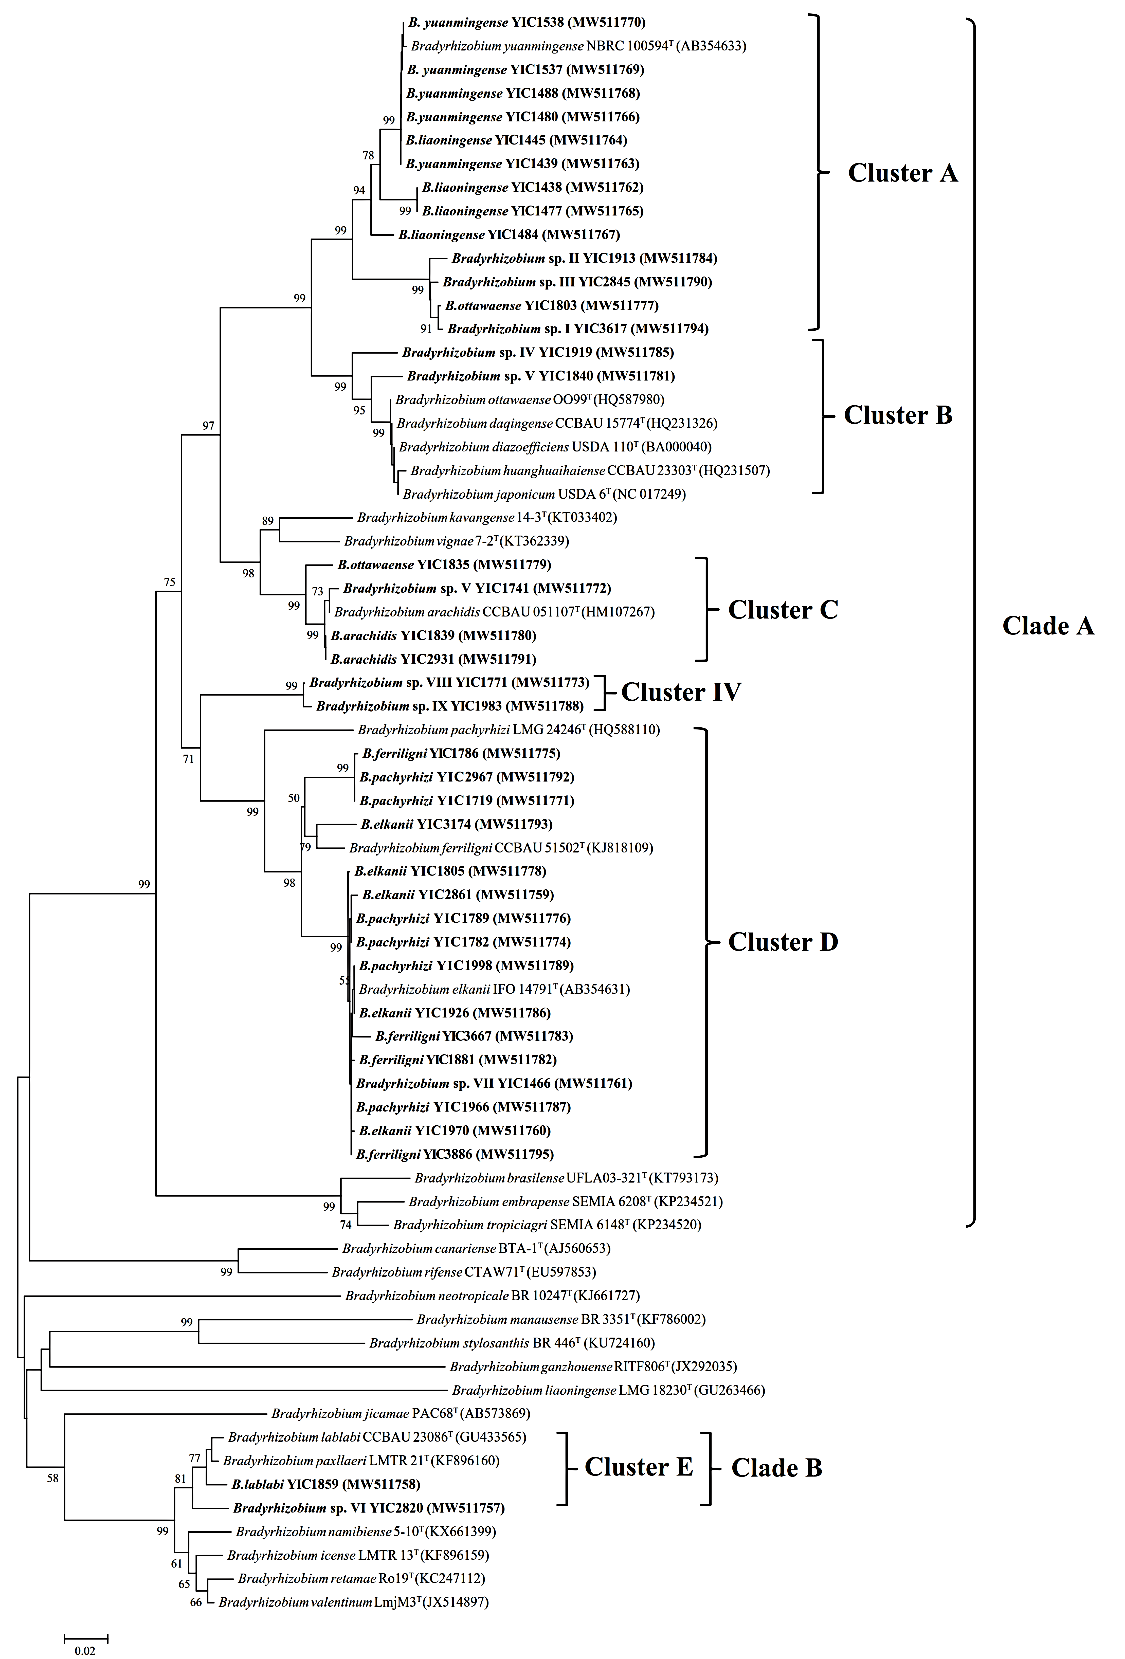 B. yuanmingense YIC1538 (MW511770)
Bradyrhizobium yuanmingense NBRC 100594T(AB354633)
B. yuanmingense YIC1537 (MW511769)
B.yuanmingense YIC1488 (MW511768)
99
B.yuanmingense YIC1480 (MW511766)
B.liaoningense YIC1445 (MW511764)
78
B.yuanmingense YIC1439 (MW511763)
Cluster A
94
B.liaoningense YIC1438 (MW511762)
99
B.liaoningense YIC1477 (MW511765)
99
B.liaoningense YIC1484 (MW511767)
Bradyrhizobium sp. II YIC1913 (MW511784)
Bradyrhizobium sp. III YIC2845 (MW511790)
99
99
B.ottawaense YIC1803 (MW511777)
91
Bradyrhizobium sp. I YIC3617 (MW511794)
Bradyrhizobium sp. IV YIC1919 (MW511785)
99
Bradyrhizobium sp. V YIC1840 (MW511781)
Bradyrhizobium ottawaense OO99T(HQ587980)
95
Bradyrhizobium daqingense CCBAU 15774T(HQ231326)
Cluster B
97
99
Bradyrhizobium diazoefficiens USDA 110T(BA000040)
Bradyrhizobium huanghuaihaiense CCBAU 23303T(HQ231507)
Bradyrhizobium japonicum USDA 6T(NC 017249)
89
Bradyrhizobium kavangense 14-3T(KT033402)
Bradyrhizobium vignae 7-2T(KT362339)
98
B.ottawaense YIC1835 (MW511779)
75
73
Bradyrhizobium sp. V YIC1741 (MW511772)
99
Bradyrhizobium arachidis CCBAU 051107T(HM107267)
Cluster C
99
B.arachidis YIC1839 (MW511780)
Clade A
B.arachidis YIC2931 (MW511791)
99
Bradyrhizobium sp. VIII YIC1771 (MW511773)
Cluster IV
Bradyrhizobium sp. IX YIC1983 (MW511788)
Bradyrhizobium pachyrhizi LMG 24246T(HQ588110)
71
B.ferriligni YIC1786 (MW511775)
99
B.pachyrhizi YIC2967 (MW511792)
50
B.pachyrhizi YIC1719 (MW511771)
99
B.elkanii YIC3174 (MW511793)
79
Bradyrhizobium ferriligni CCBAU 51502T(KJ818109)
B.elkanii YIC1805 (MW511778)
98
99
B.elkanii YIC2861 (MW511759)
B.pachyrhizi YIC1789 (MW511776)
99
B.pachyrhizi YIC1782 (MW511774)
Cluster D
B.pachyrhizi YIC1998 (MW511789)
Bradyrhizobium elkanii IFO 14791T(AB354631)
B.elkanii YIC1926 (MW511786)
B.ferriligni YIC3667 (MW511783)
B.ferriligni YIC1881 (MW511782)
Bradyrhizobium sp. VII YIC1466 (MW511761)
B.pachyrhizi YIC1966 (MW511787)
B.elkanii YIC1970 (MW511760)
B.ferriligni YIC3886 (MW511795)
Bradyrhizobium brasilense UFLA03-321T(KT793173)
99
Bradyrhizobium embrapense SEMIA 6208T(KP234521)
74
Bradyrhizobium tropiciagri SEMIA 6148T(KP234520)
Bradyrhizobium canariense BTA-1T(AJ560653)
99
Bradyrhizobium rifense CTAW71T(EU597853)
Bradyrhizobium neotropicale BR 10247T(KJ661727)
99
Bradyrhizobium manausense BR 3351T(KF786002)
Bradyrhizobium stylosanthis BR 446T(KU724160)
Bradyrhizobium ganzhouense RITF806T(JX292035)
Bradyrhizobium liaoningense LMG 18230T(GU263466)
Bradyrhizobium jicamae PAC68T(AB573869)
Bradyrhizobium lablabi CCBAU 23086T(GU433565)
77
Bradyrhizobium paxllaeri LMTR 21T(KF896160)
Cluster E
Clade B
58
81
B.lablabi YIC1859 (MW511758)
Bradyrhizobium sp. VI YIC2820 (MW511757)
99
Bradyrhizobium namibiense 5-10T(KX661399)
61
Bradyrhizobium icense LMTR 13T(KF896159)
65
Bradyrhizobium retamae Ro19T(KC247112)
66
Bradyrhizobium valentinum LmjM3T(JX514897)
0.02